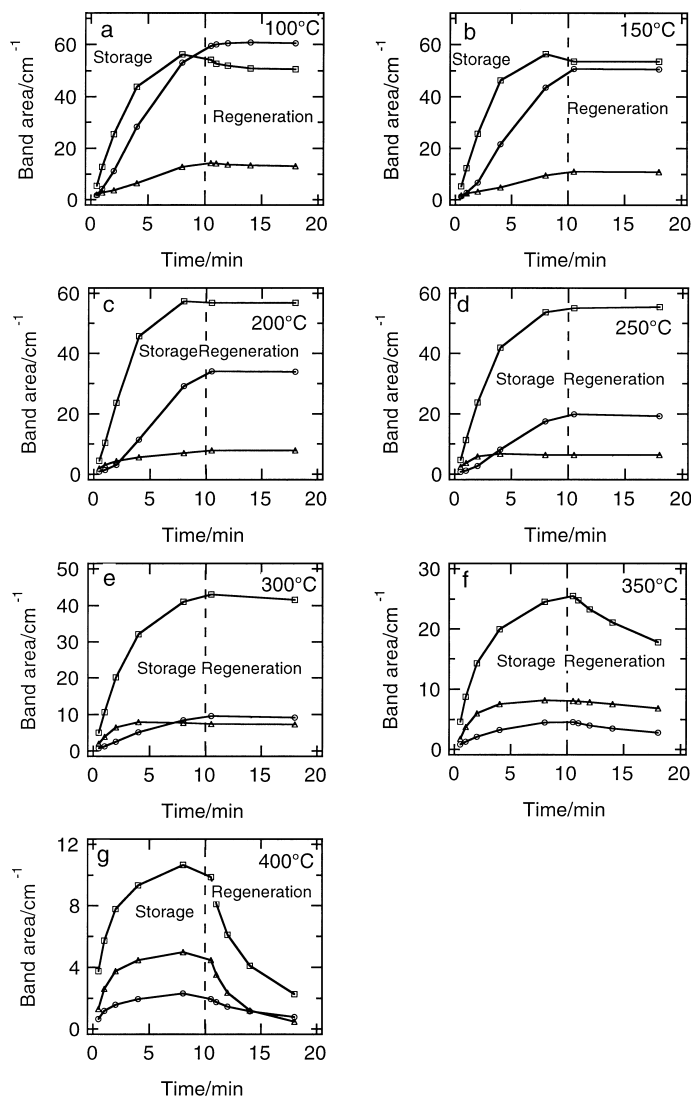 a
100°C
Storage
Regeneration
Band area/cm⁻¹
60
40
20
0
0 5 10 15 20
Time/min
b
150°C
Storage
Regeneration
Band area/cm⁻¹
60
40
20
0
0 5 10 15 20
Time/min
c
200°C
Storage Regeneration
Band area/cm⁻¹
60
40
20
0
0 5 10 15 20
Time/min
d
250°C
Storage Regeneration
Band area/cm⁻¹
60
40
20
0
0 5 10 15 20
Time/min
e
300°C
Storage Regeneration
Band area/cm⁻¹
50
40
30
20
10
0
0 5 10 15 20
Time/min
f
350°C
Storage Regeneration
Band area/cm⁻¹
30
25
20
15
10
5
0
0 5 10 15 20
Time/min
g
400°C
Regeneration
Storage
Band area/cm⁻¹
12
8
4
0
0 5 10 15 20
Time/min